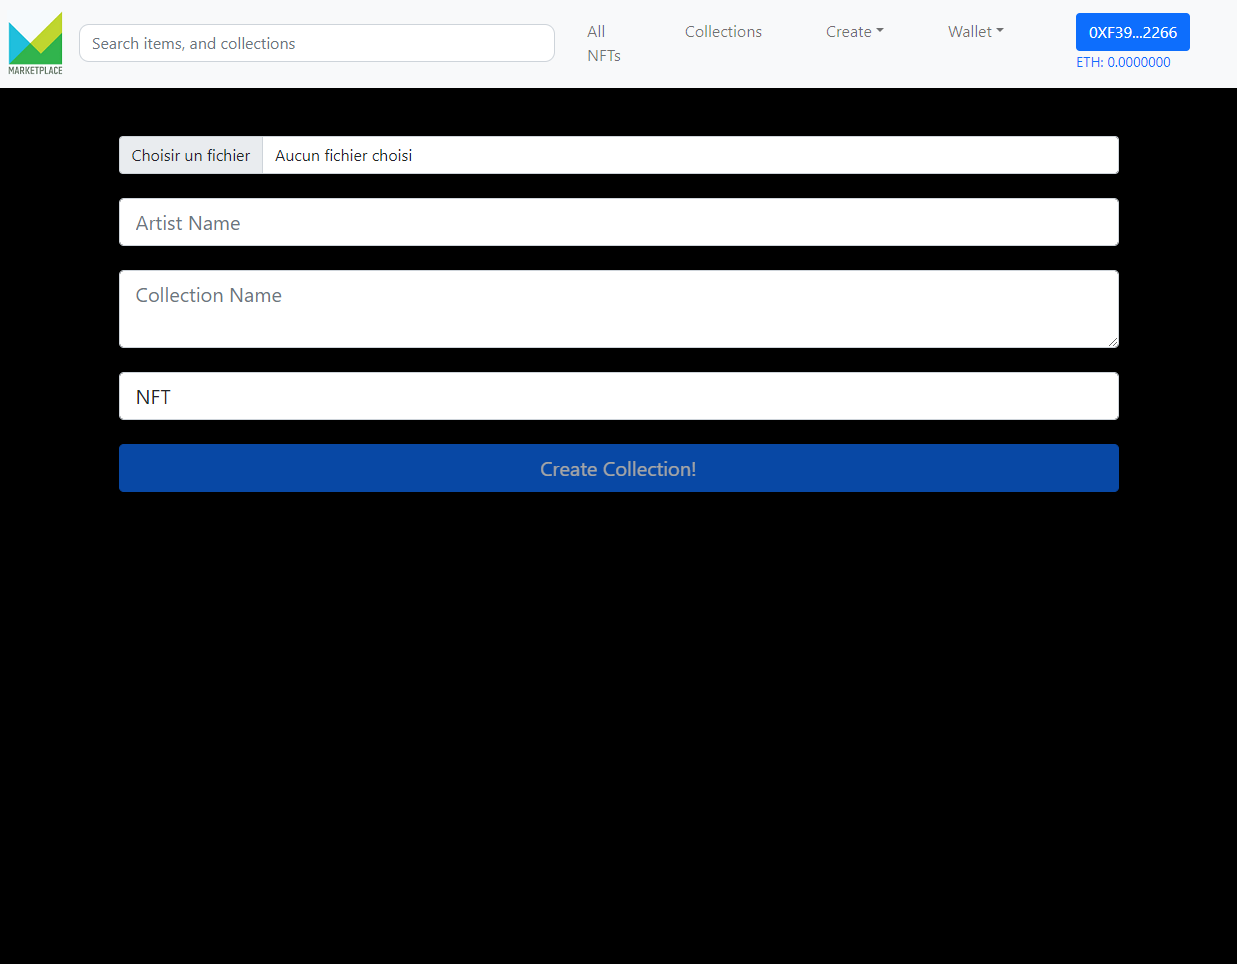 MARKETPLACE
Search items, and collections
All
NFTs
Collections
Create
Wallet
0XF39...2266
ETH: 0.0000000
Choisir un fichier
Aucun fichier choisi
Artist Name
Collection Name
NFT
Create Collection!